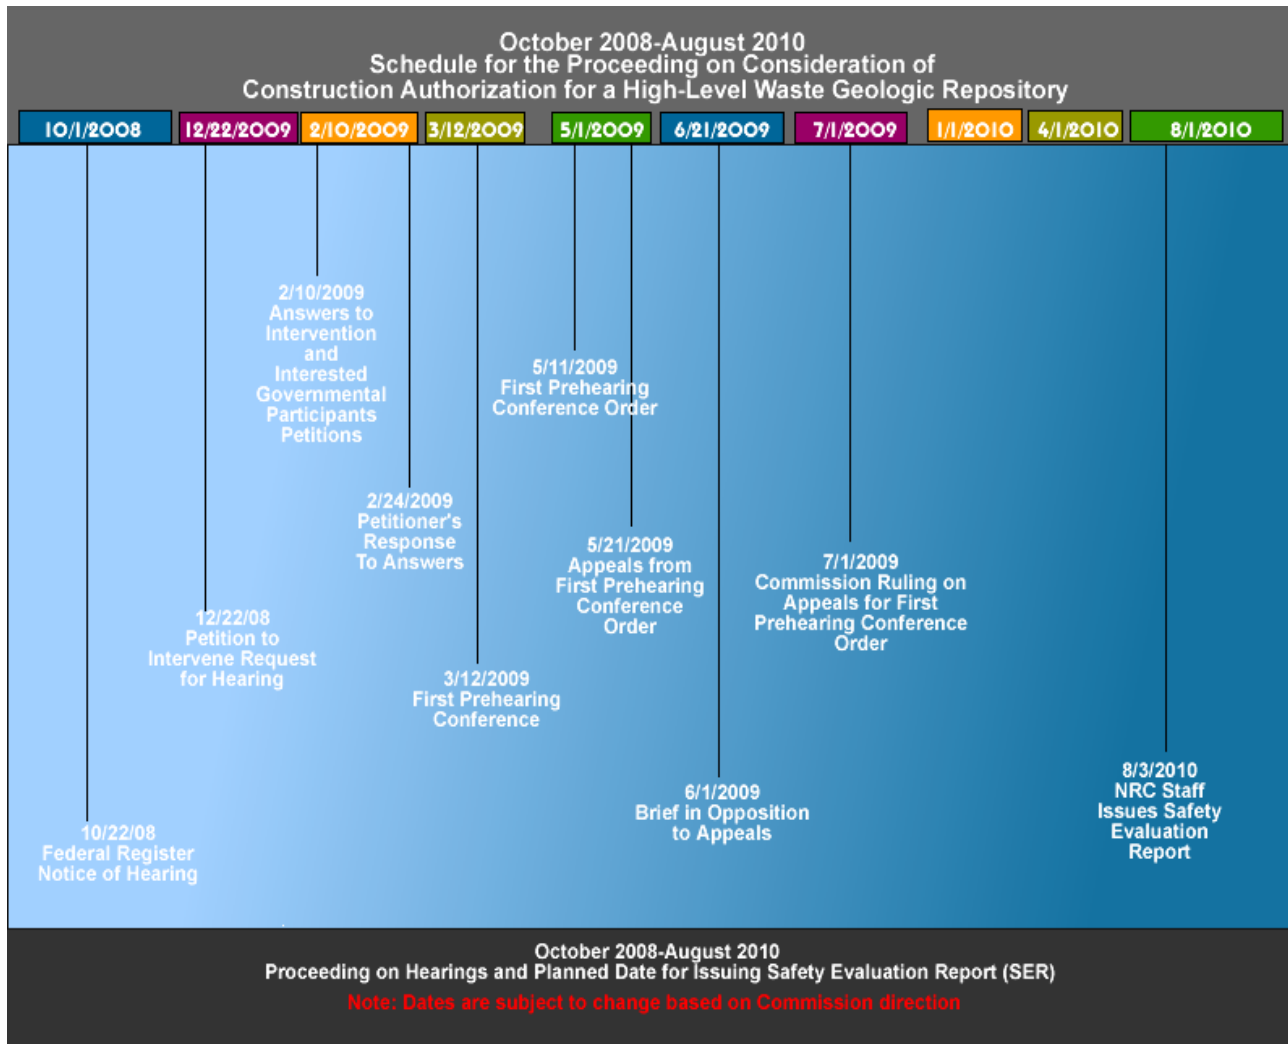 October 2008-August 2010
Schedule for the Proceeding on Consideration of
Construction Authorization for a High-Level Waste Geologic Repository
10/1/2008
12/22/2009
2/10/2009
3/12/2009
5/1/2009
6/21/2009
7/1/2009
1/1/2010
4/1/2010
8/1/2010
10/22/08
Federal Register
Notice of Hearing
12/22/08
Petition to
Intervene Request
for Hearing
2/10/2009
Answers to
Intervention
and
Interested
Governmental
Participants
Petitions
2/24/2009
Petitioner's
Response
To Answers
3/12/2009
First Prehearing
Conference
5/11/2009
First Prehearing
Conference Order
5/21/2009
Appeals from
First Prehearing
Conference
Order
6/1/2009
Brief in Opposition
to Appeals
7/1/2009
Commission Ruling on
Appeals for First
Prehearing Conference
Order
8/3/2010
NRC Staff
Issues Safety
Evaluation
Report
October 2008-August 2010
Proceeding on Hearings and Planned Date for Issuing Safety Evaluation Report (SER)
Note: Dates are subject to change based on Commission direction